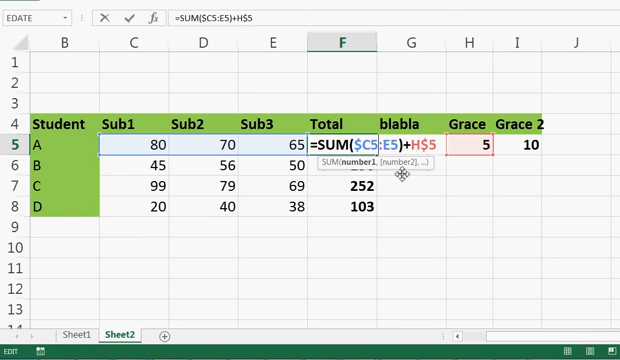 EDATE =SUM($C5:E5)+H$5
B C D E F G H I J
1
2
3
4 Student Sub1 Sub2 Sub3 Total blabla Grace Grace 2
5 A 80 70 65 =SUM($C5:E5)+H$5 5 10
SUM(number1, [number2], ...)
6 B 45 56 50
7 C 99 79 69 252
8 D 20 40 38 103
9
10
11
12
13
Sheet1 Sheet2
EDIT